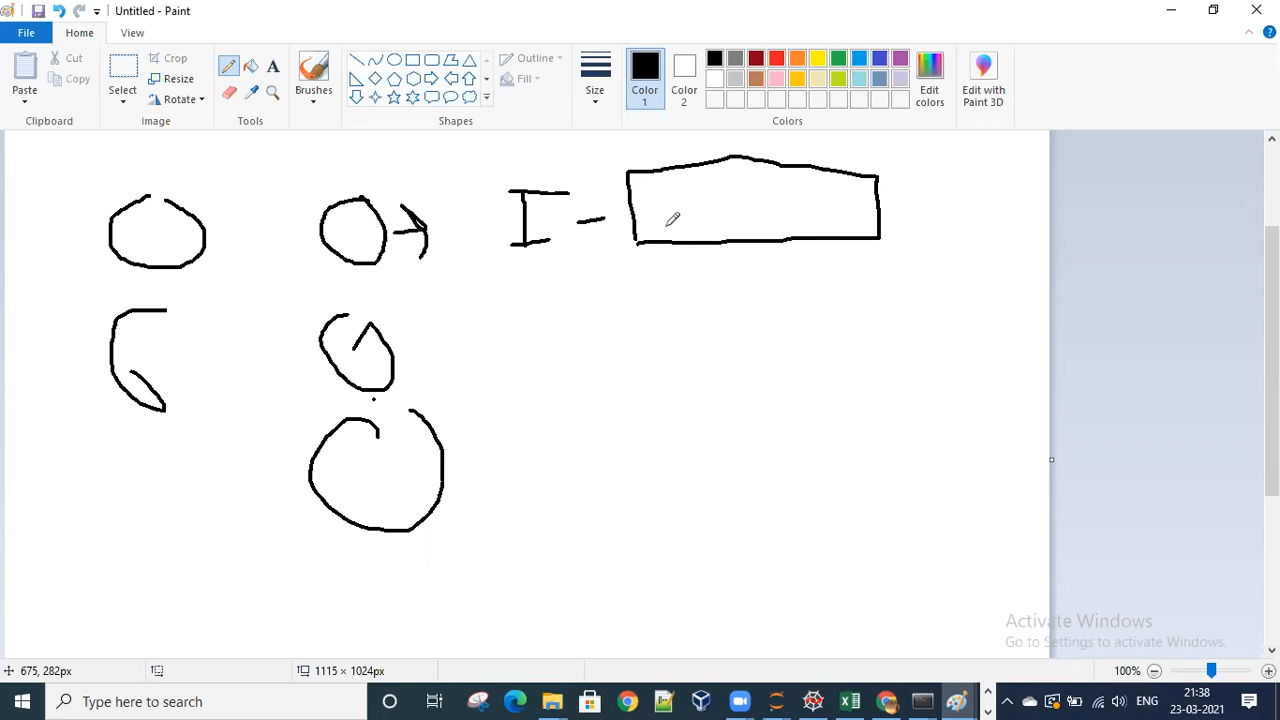 Untitled - Paint
File Home View
Paste
Cut
Copy
Clipboard
Select
Crop
Resize
Rotate
Image
A
Tools
Brushes
Outline
Fill
Shapes
Size
Color 1
Color 2
Edit colors
Edit with Paint 3D
Colors
I -
Activate Windows
Go to Settings to activate Windows.
675, 282px
1115 × 1024px
100%
Type here to search
ENG
21:38
23-03-2021